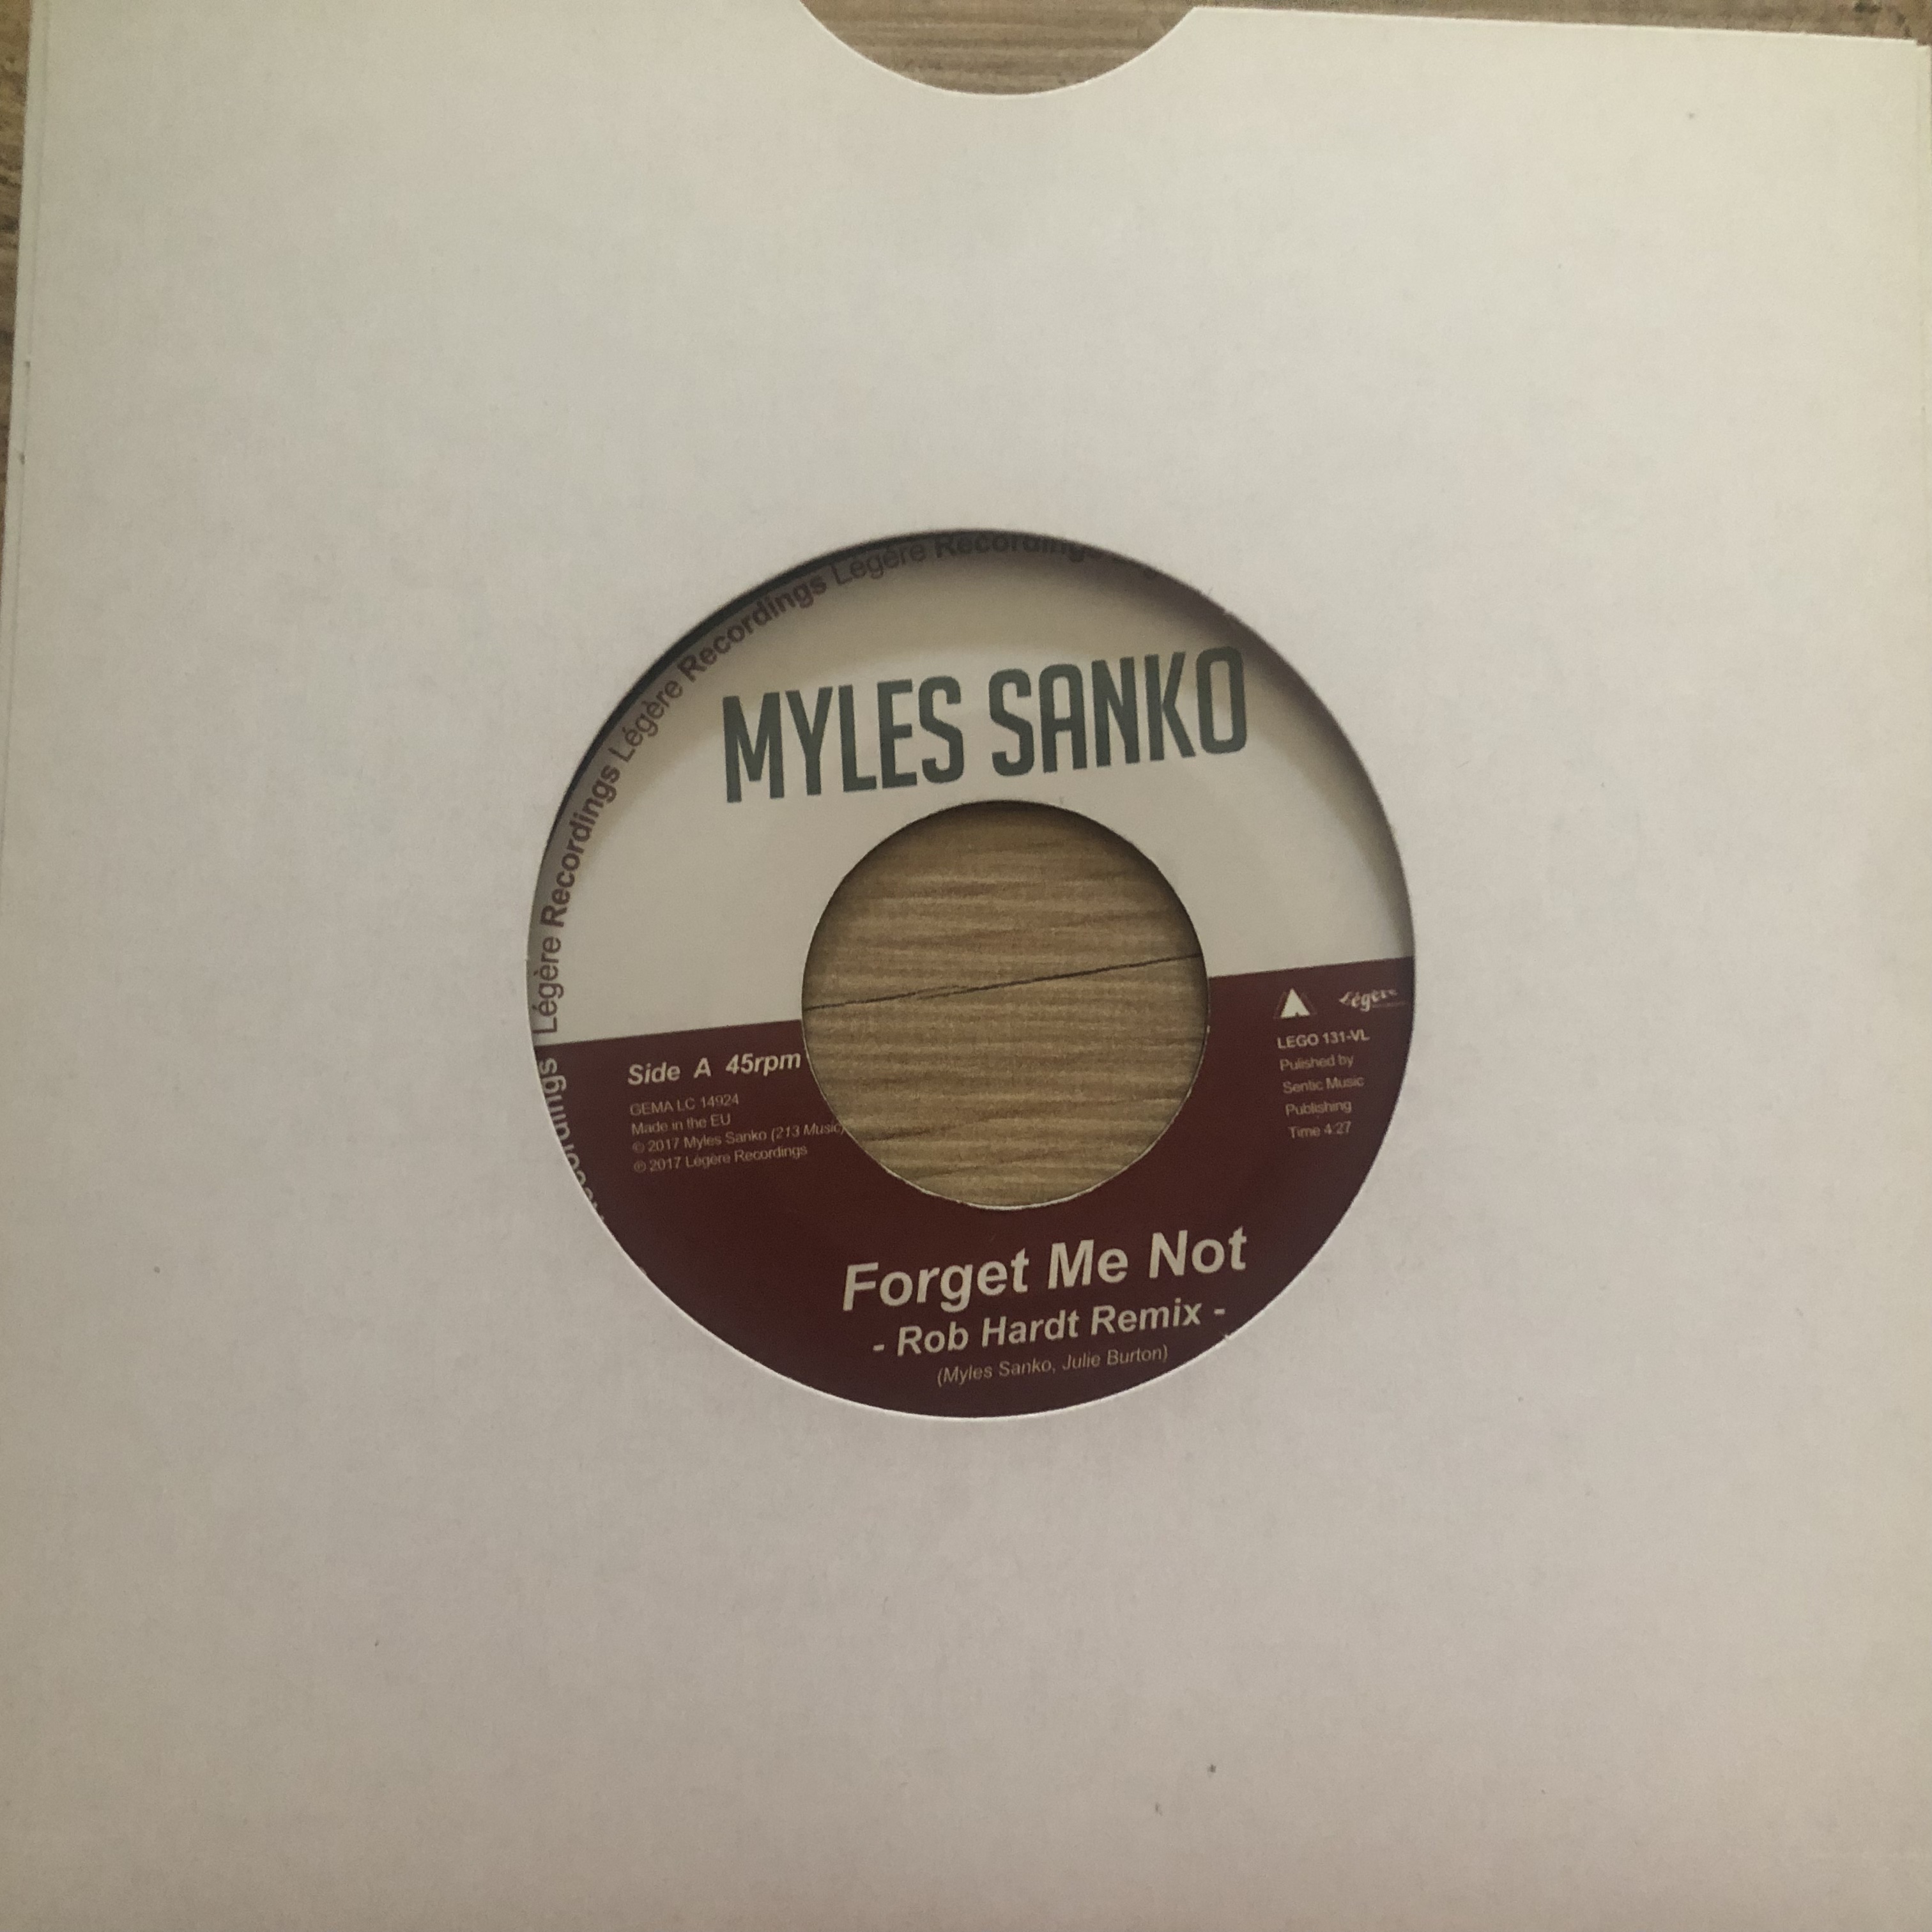 Recordings Légère Recordings Légère Recordings Légère Recordings
MYLES SANKO
Side A 45rpm
GEMA LC 14924
Made in the EU
© 2017 Myles Sanko (213 Music)
℗ 2017 Légère Recordings
Légère
LEGO 131-VL
Pulished by
Sentic Music
Publishing
Time 4:27
Forget Me Not
- Rob Hardt Remix -
(Myles Sanko, Julie Burton)